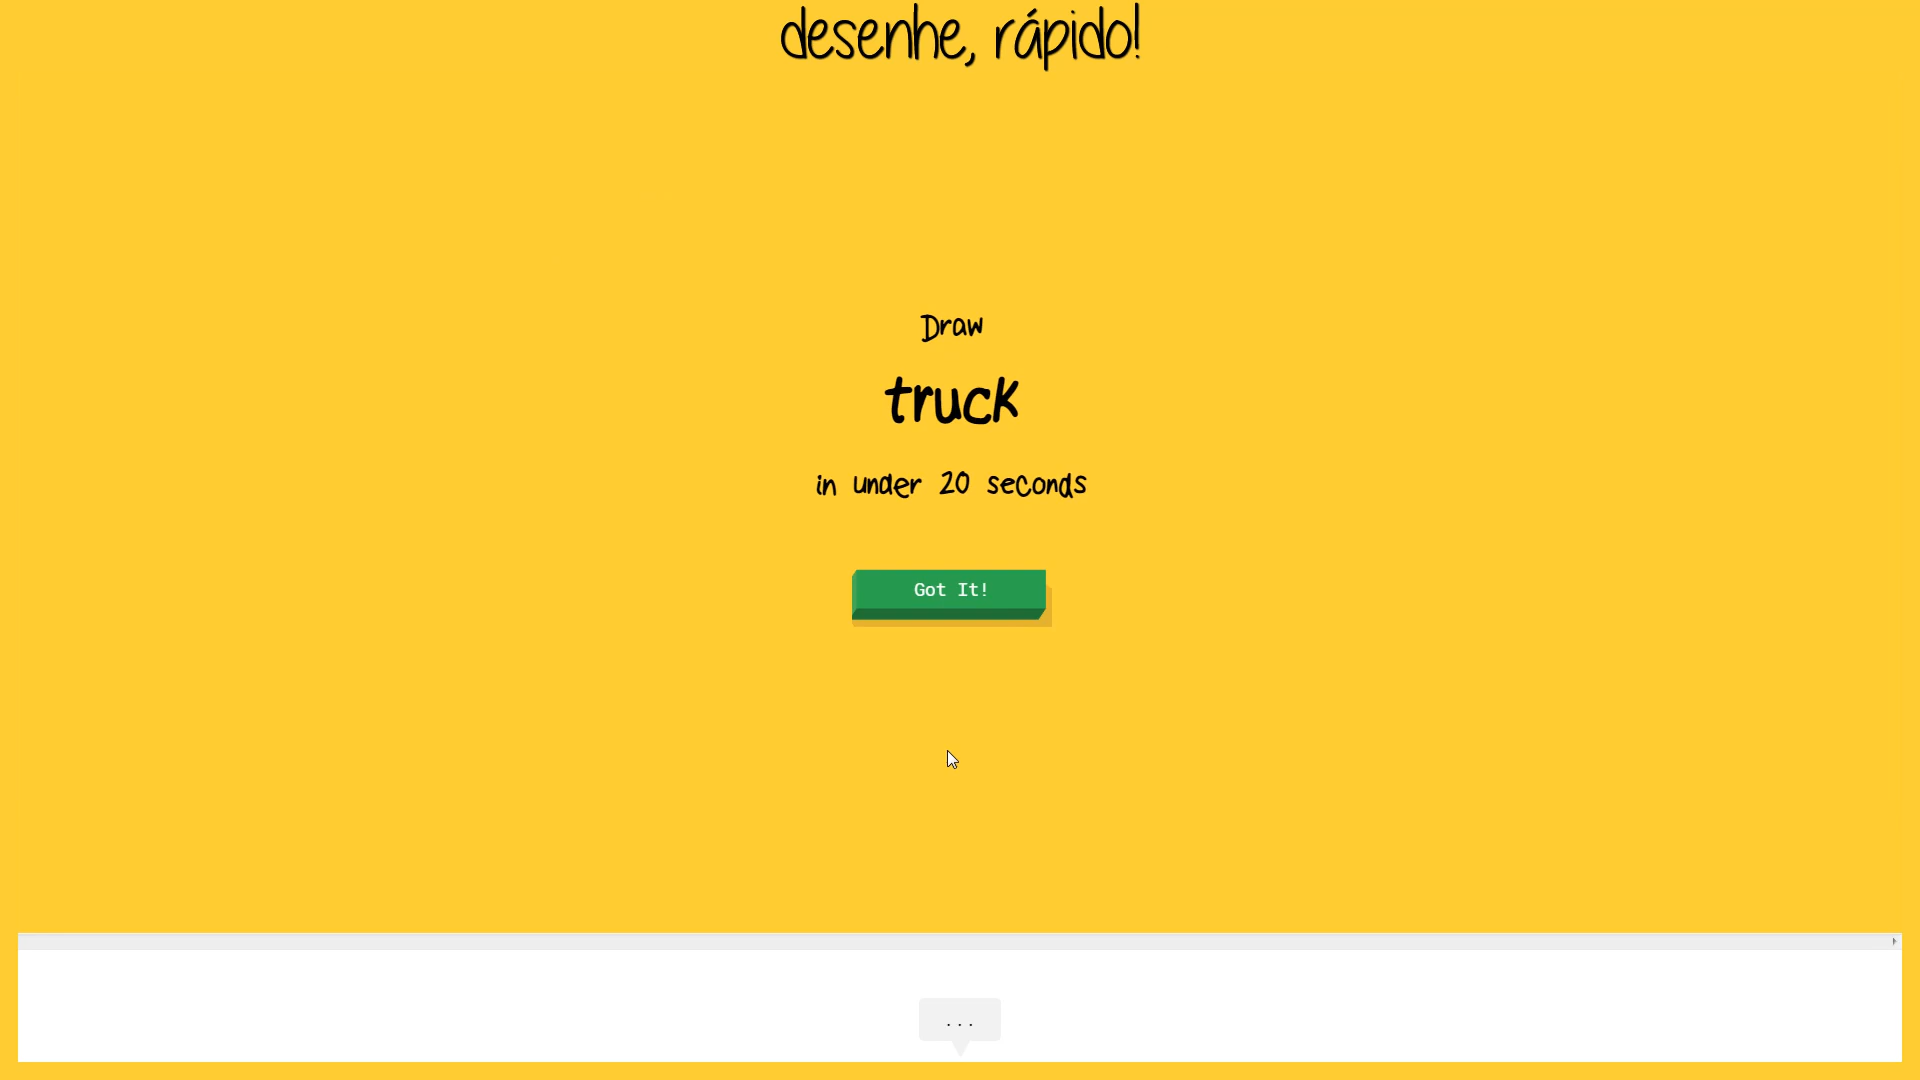 desenhe, rápido!
Draw
truck
in under 20 seconds
Got It!
...